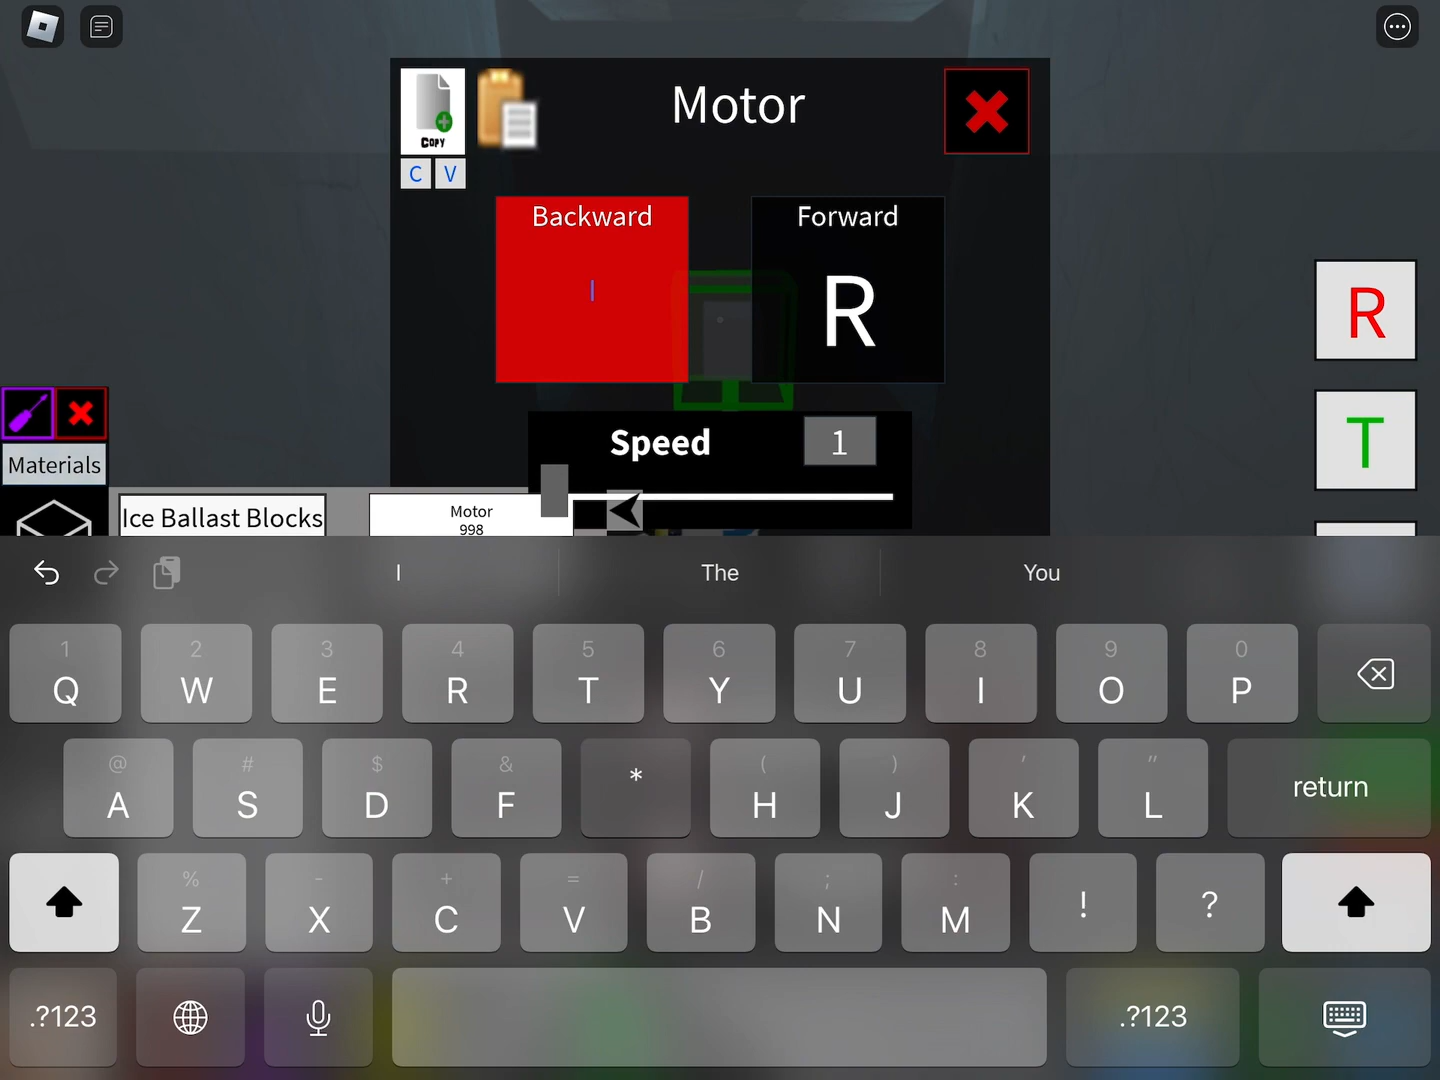 Motor
Copy
C V
Backward
Forward
R
R
T
Speed 1
Materials
Ice Ballast Blocks
Motor
998
I The You
1 2 3 4 5 6 7 8 9 0
Q W E R T Y U I O P
@ # $ & * ( ) ' "
A S D F H J K L return
% - + = / ; :
Z X C V B N M ! ?
.?123 .?123